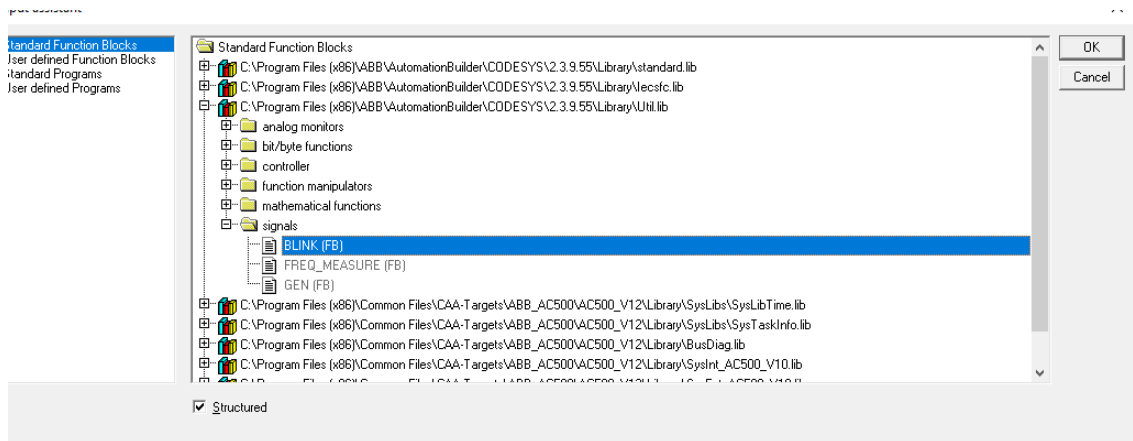 Standard Function Blocks
User defined Function Blocks
Standard Programs
User defined Programs
Standard Function Blocks
C:\Program Files (x86)\ABB\AutomationBuilder\CODESYS\2.3.9.55\Library\standard.lib
C:\Program Files (x86)\ABB\AutomationBuilder\CODESYS\2.3.9.55\Library\Iecsfc.lib
C:\Program Files (x86)\ABB\AutomationBuilder\CODESYS\2.3.9.55\Library\Util.lib
analog monitors
bit/byte functions
controller
function manipulators
mathematical functions
signals
BLINK (FB)
FREQ_MEASURE (FB)
GEN (FB)
C:\Program Files (x86)\Common Files\CAA-Targets\ABB_AC500\AC500_V12\Library\SysLibs\SysLibTime.lib
C:\Program Files (x86)\Common Files\CAA-Targets\ABB_AC500\AC500_V12\Library\SysLibs\SysTaskInfo.lib
C:\Program Files (x86)\Common Files\CAA-Targets\ABB_AC500\AC500_V12\Library\BusDiag.lib
C:\Program Files (x86)\Common Files\CAA-Targets\ABB_AC500\AC500_V12\Library\SysInt_AC500_V10.lib
OK
Cancel
Structured